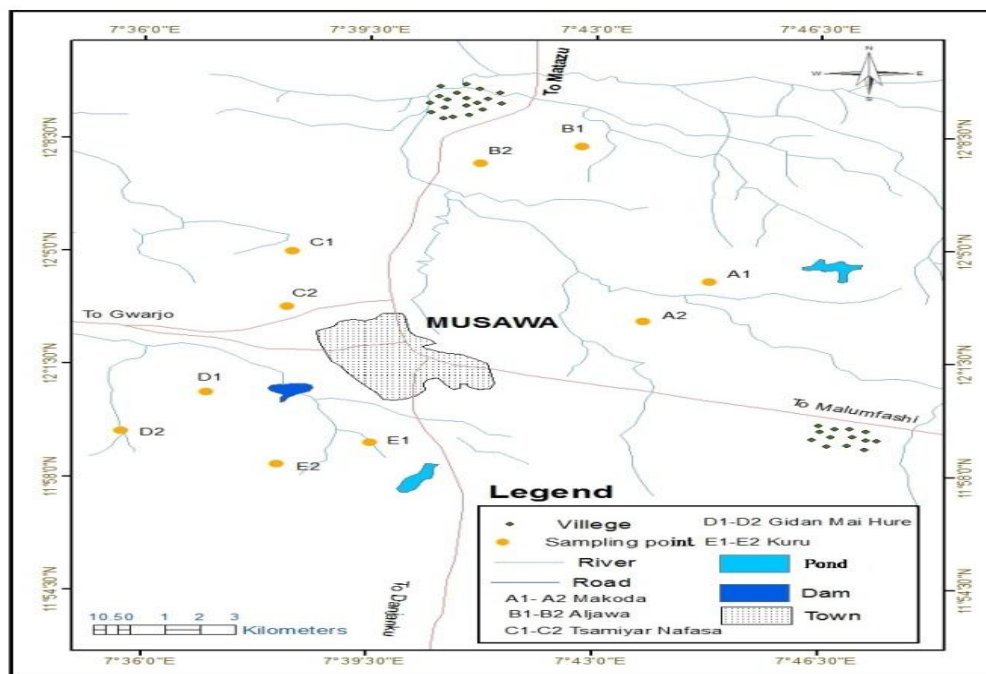 7°36'0"E 7°39'30"E 7°43'0"E 7°46'30"E
N
W E
S
To Matazu
12°8'30"N 12°8'30"N
B1
B2
12°5'0"N 12°5'0"N
C1
A1
C2
A2
To Gwarjo
MUSAWA
12°1'30"N 12°1'30"N
D1
To Malumfashi
D2
E1
E2
11°58'0"N 11°58'0"N
Legend
Villege
D1-D2 Gidan Mai Hure
Sampling point
E1-E2 Kuru
River
Pond
Road
Dam
A1- A2 Makoda
B1-B2 Aljawa
Town
C1-C2 Tsamiyar Nafasa
11°54'30"N 11°54'30"N
To Danjanku
10.50 1 2 3
Kilometers
7°36'0"E 7°39'30"E 7°43'0"E 7°46'30"E